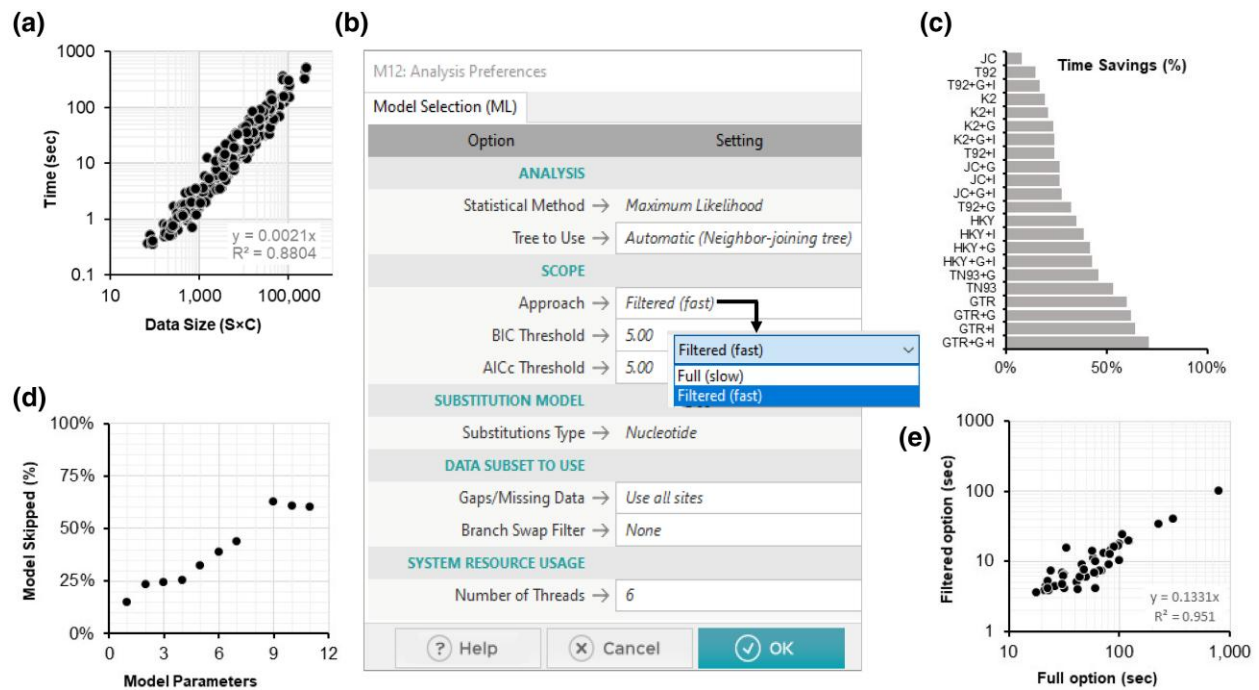 (a)
1000
100
10
1
0.1
Time (sec)
y = 0.0021x
R² = 0.8804
10
1,000
100,000
Data Size (S×C)
(b)
M12: Analysis Preferences
Model Selection (ML)
Option
Setting
ANALYSIS
Statistical Method → Maximum Likelihood
Tree to Use → Automatic (Neighbor-joining tree)
SCOPE
Approach → Filtered (fast)
BIC Threshold → 5.00
AICc Threshold → 5.00
Filtered (fast)
Full (slow)
Filtered (fast)
SUBSTITUTION MODEL
Substitutions Type → Nucleotide
DATA SUBSET TO USE
Gaps/Missing Data → Use all sites
Branch Swap Filter → None
SYSTEM RESOURCE USAGE
Number of Threads → 6
? Help
Cancel
OK
(c)
Time Savings (%)
JC
T92
T92+G+I
K2
K2+I
K2+G
K2+G+I
T92+I
JC+G
JC+I
JC+G+I
T92+G
HKY
HKY+I
HKY+G
HKY+G+I
TN93+G
TN93
GTR
GTR+G
GTR+I
GTR+G+I
0%
50%
100%
(d)
100%
75%
50%
25%
0%
Model Skipped (%)
0
3
6
9
12
Model Parameters
(e)
1000
100
10
1
Filtered option (sec)
y = 0.1331x
R² = 0.951
10
100
1,000
Full option (sec)